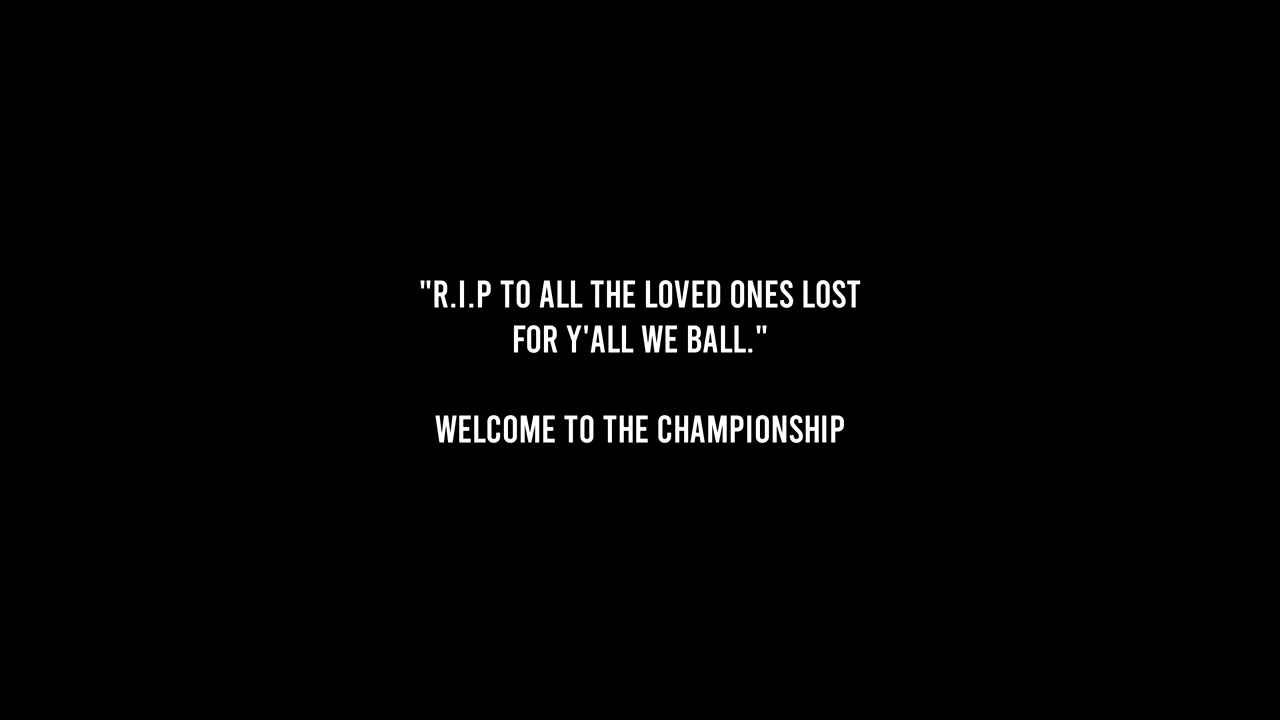 "R.I.P TO ALL THE LOVED ONES LOST
FOR Y'ALL WE BALL."
WELCOME TO THE CHAMPIONSHIP